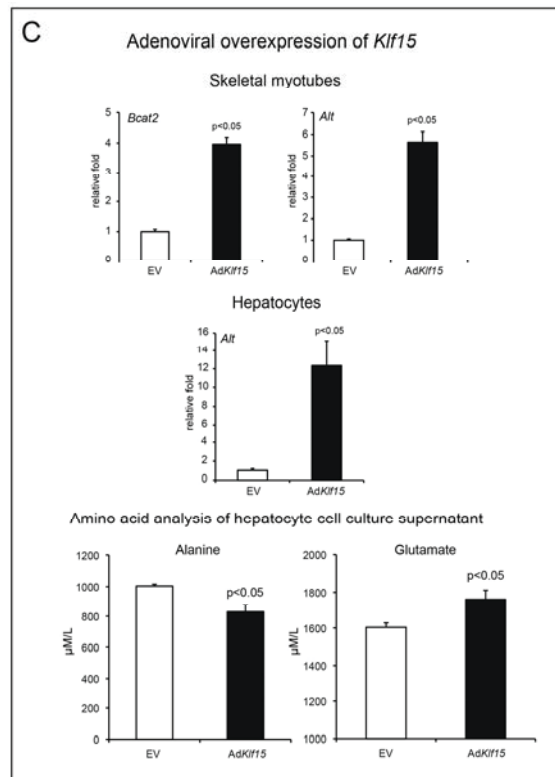 C
Adenoviral overexpression of Klf15
Skeletal myotubes
Bcat2
p<0.05
relative fold
5
4
3
2
1
0
EV
AdKlf15
Alt
p<0.05
relative fold
7
6
5
4
3
2
1
0
EV
AdKlf15
Hepatocytes
Alt
p<0.05
relative fold
16
14
12
10
8
6
4
2
0
EV
AdKlf15
Amino acid analysis of hepatocyte cell culture supernatant
Alanine
p<0.05
µM/L
1200
1000
800
600
400
200
0
EV
AdKlf15
Glutamate
p<0.05
µM/L
2000
1800
1600
1400
1200
1000
EV
AdKlf15